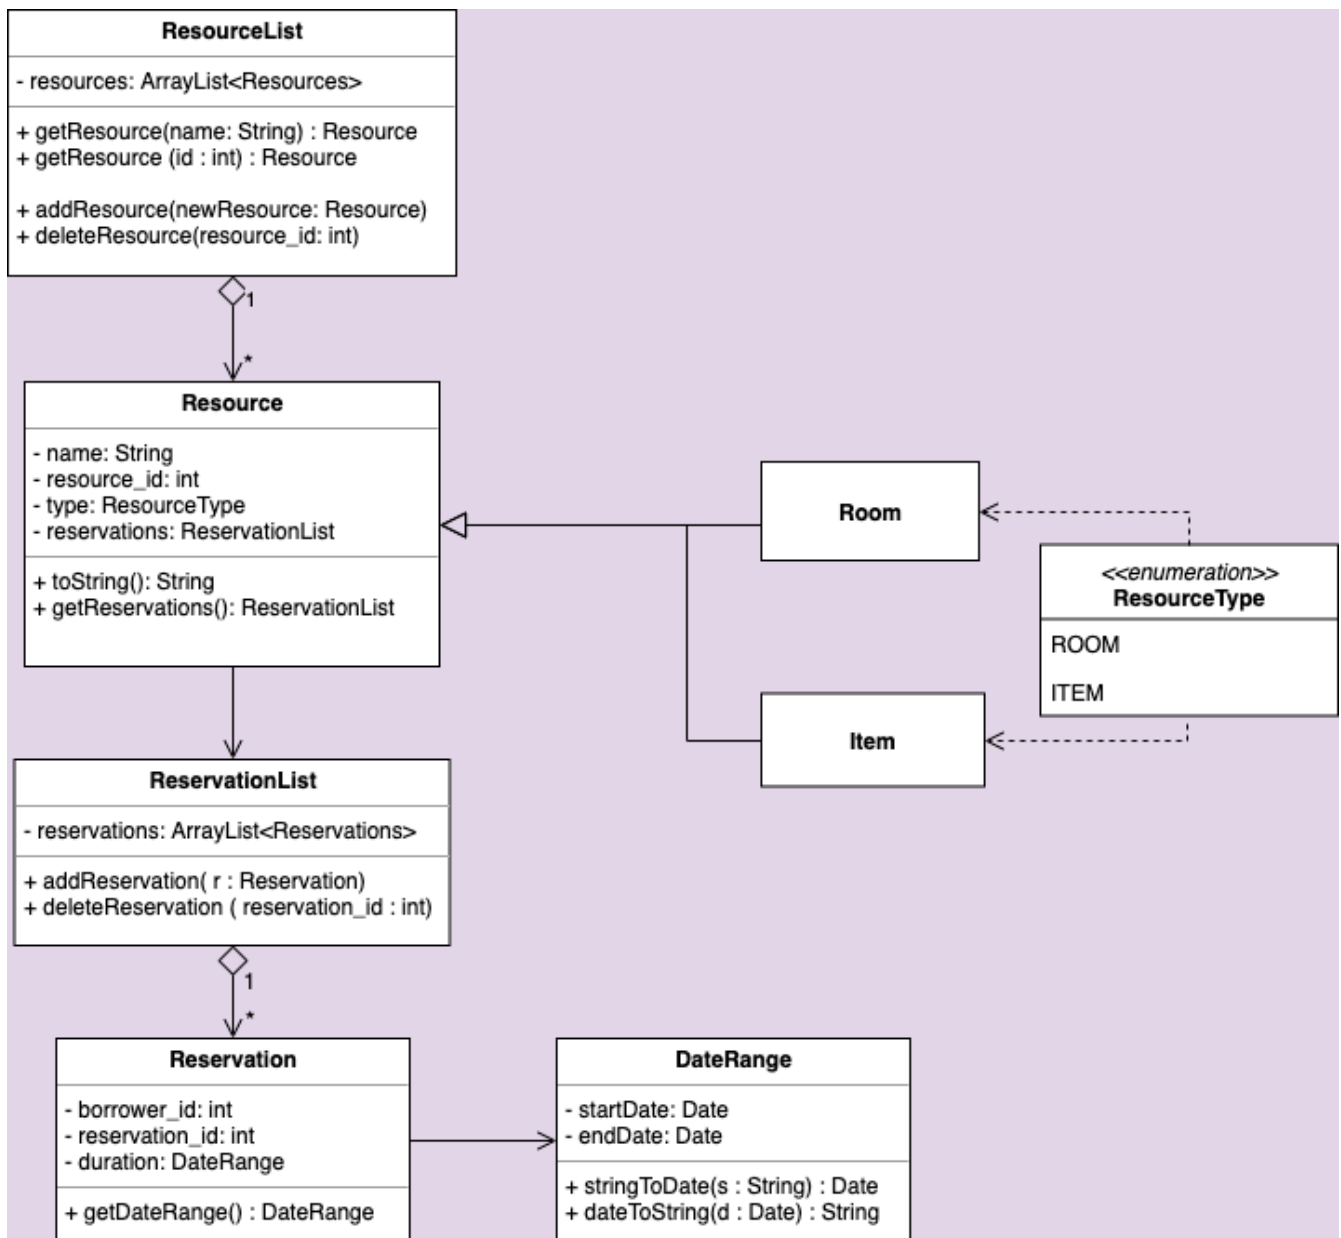 ResourceList
- resources: ArrayList<Resources>
+ getResource(name: String) : Resource
+ getResource (id : int) : Resource
+ addResource(newResource: Resource)
+ deleteResource(resource_id: int)
1
*
Resource
- name: String
- resource_id: int
- type: ResourceType
- reservations: ReservationList
+ toString(): String
+ getReservations(): ReservationList
Room
<<enumeration>>
ResourceType
ROOM
ITEM
Item
ReservationList
- reservations: ArrayList<Reservations>
+ addReservation( r : Reservation)
+ deleteReservation ( reservation_id : int)
1
*
Reservation
- borrower_id: int
- reservation_id: int
- duration: DateRange
+ getDateRange() : DateRange
DateRange
- startDate: Date
- endDate: Date
+ stringToDate(s : String) : Date
+ dateToString(d : Date) : String